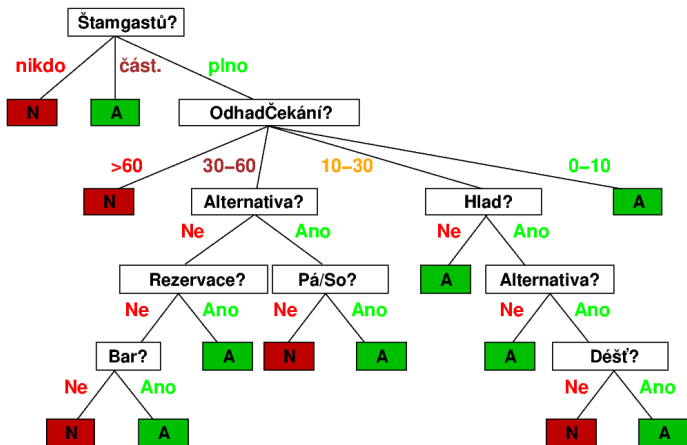 Štamgastů?
nikdo část. plno
N A OdhadČekání?
>60 30–60 10–30 0–10
N Alternativa? Hlad? A
Ne Ano Ne Ano
Rezervace? Pá/So? A Alternativa?
Ne Ano Ne Ano Ne Ano
Bar? A N A A Déšť?
Ne Ano Ne Ano
N A N A